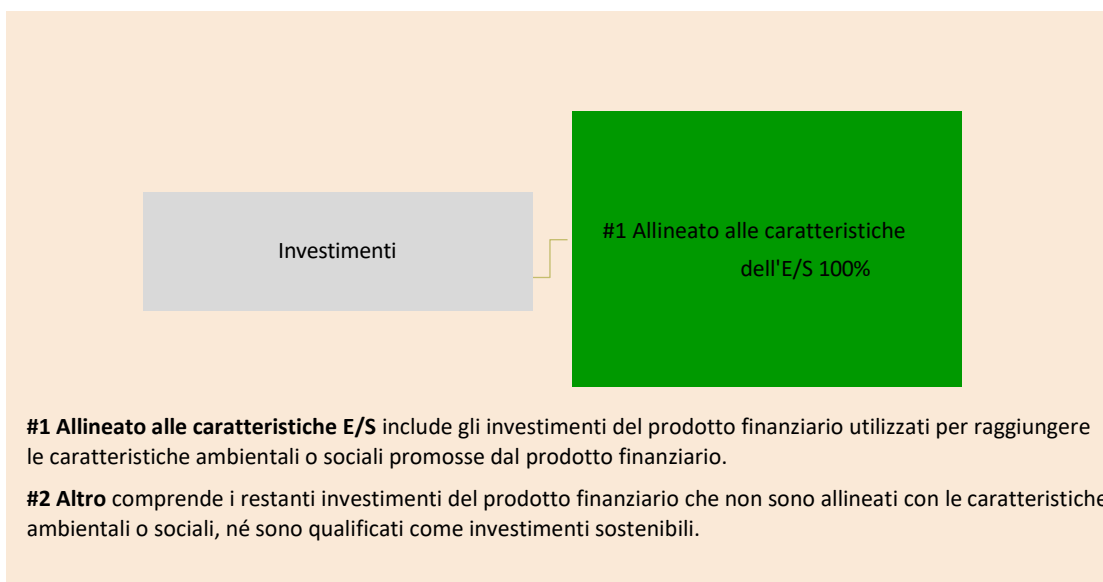 Investimenti
#1 Allineato alle caratteristiche
dell'E/S 100%
#1 Allineato alle caratteristiche E/S include gli investimenti del prodotto finanziario utilizzati per raggiungere
le caratteristiche ambientali o sociali promosse dal prodotto finanziario.
#2 Altro comprende i restanti investimenti del prodotto finanziario che non sono allineati con le caratteristiche
ambientali o sociali, né sono qualificati come investimenti sostenibili.